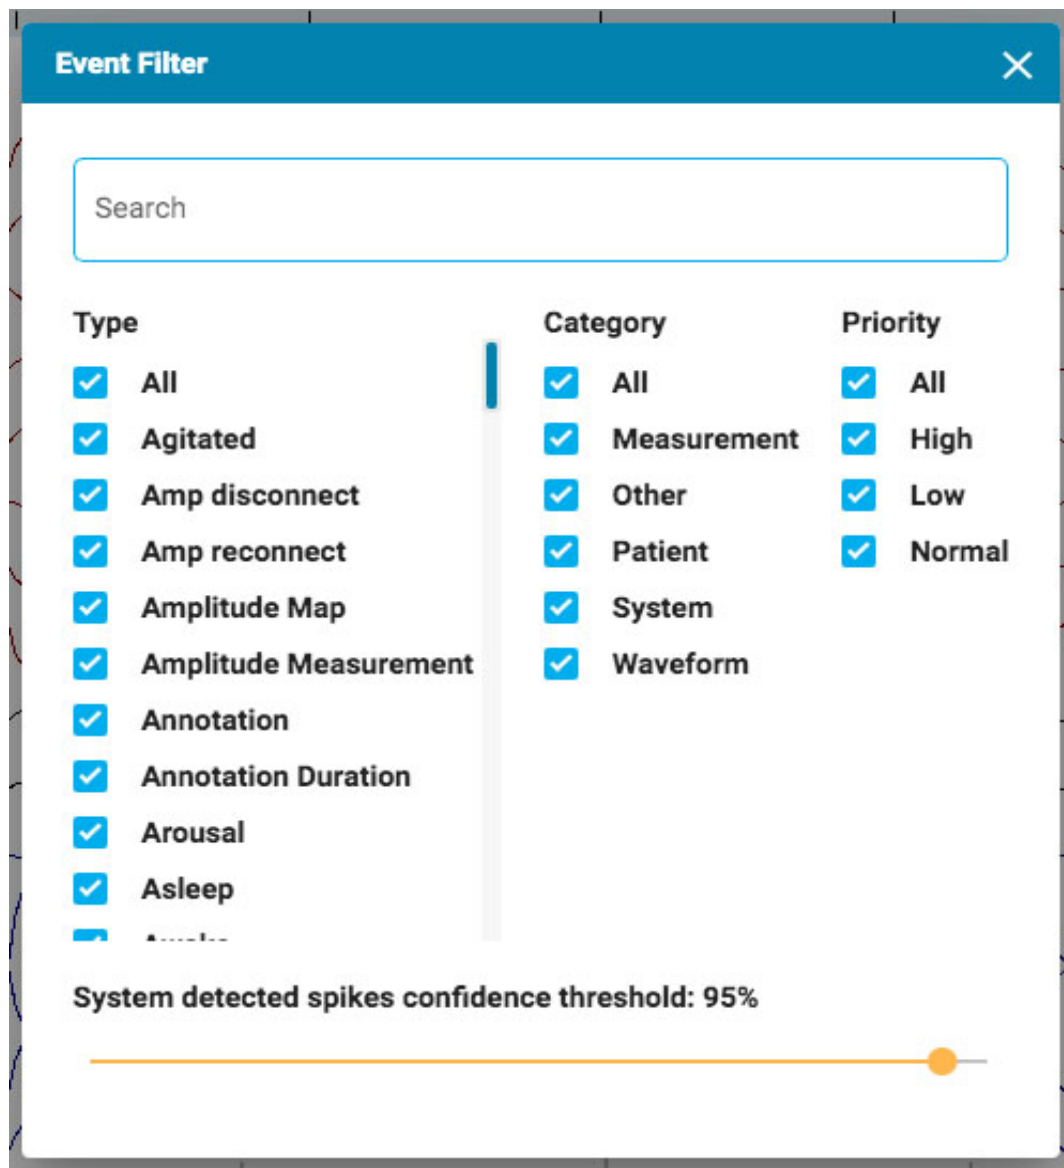 Event Filter
Search
Type
All
Agitated
Amp disconnect
Amp reconnect
Amplitude Map
Amplitude Measurement
Annotation
Annotation Duration
Arousal
Asleep
Category
All
Measurement
Other
Patient
System
Waveform
Priority
All
High
Low
Normal
System detected spikes confidence threshold: 95%